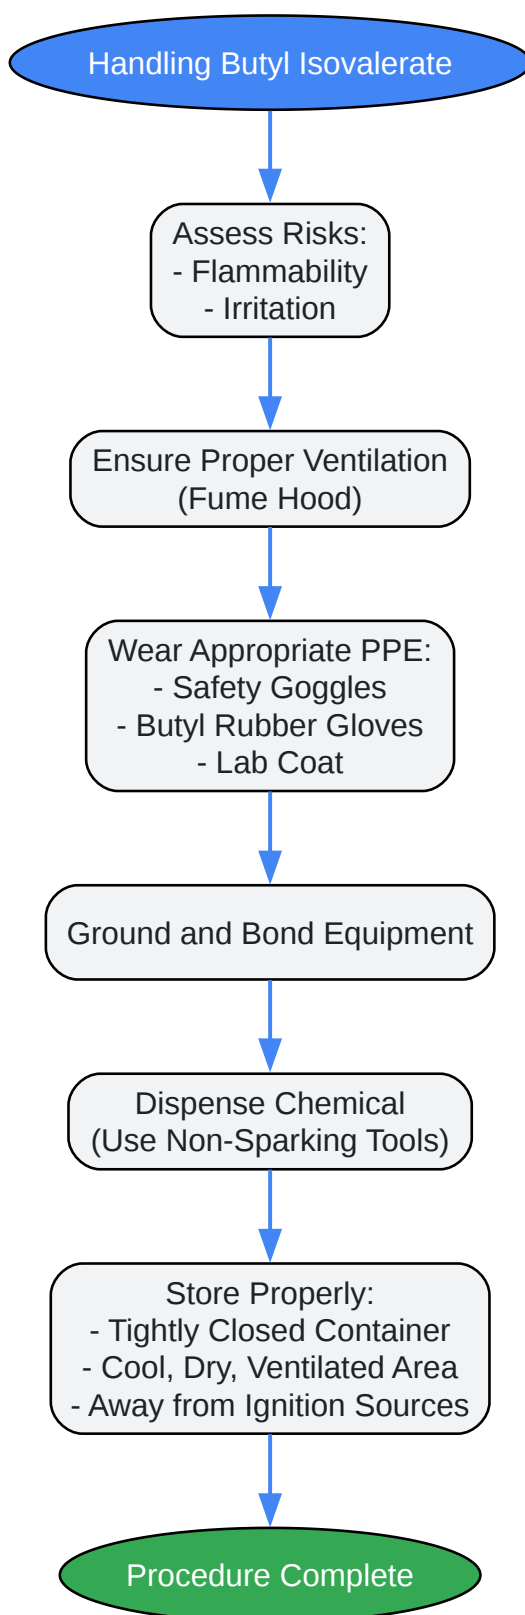 Handling Butyl Isovalerate
Assess Risks:
- Flammability
- Irritation
Ensure Proper Ventilation
(Fume Hood)
Wear Appropriate PPE:
- Safety Goggles
- Butyl Rubber Gloves
- Lab Coat
Ground and Bond Equipment
Dispense Chemical
(Use Non-Sparking Tools)
Store Properly:
- Tightly Closed Container
- Cool, Dry, Ventilated Area
- Away from Ignition Sources
Procedure Complete